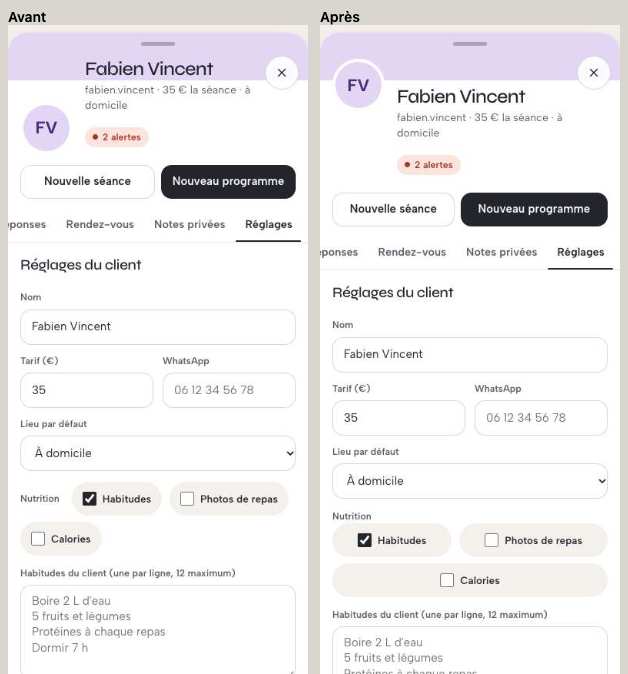 Avant
Fabien Vincent
fabien.vincent · 35 € la séance · à
domicile
FV
2 alertes
Nouvelle séance
Nouveau programme
éponses
Rendez-vous
Notes privées
Réglages
Réglages du client
Nom
Fabien Vincent
Tarif (€)
WhatsApp
35
06 12 34 56 78
Lieu par défaut
À domicile
Nutrition
Habitudes
Photos de repas
Calories
Habitudes du client (une par ligne, 12 maximum)
Boire 2 L d'eau
5 fruits et légumes
Protéines à chaque repas
Dormir 7 h
Après
FV
Fabien Vincent
fabien.vincent · 35 € la séance · à
domicile
2 alertes
Nouvelle séance
Nouveau programme
éponses
Rendez-vous
Notes privées
Réglages
Réglages du client
Nom
Fabien Vincent
Tarif (€)
WhatsApp
35
06 12 34 56 78
Lieu par défaut
À domicile
Nutrition
Habitudes
Photos de repas
Calories
Habitudes du client (une par ligne, 12 maximum)
Boire 2 L d'eau
5 fruits et légumes
Protéines à chaque repas